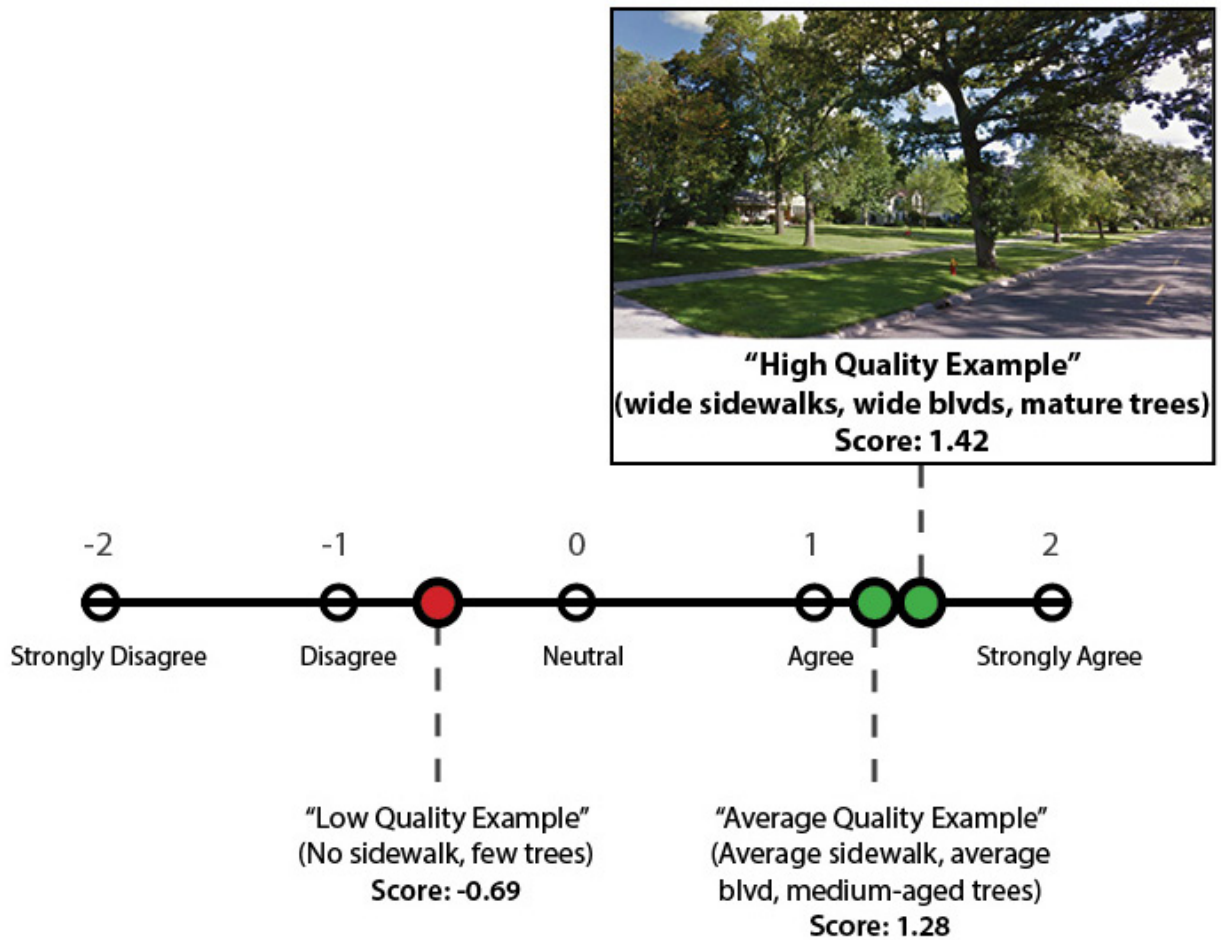 “High Quality Example”
(wide sidewalks, wide blvds, mature trees)
Score: 1.42
-2
-1
0
1
2
Strongly Disagree
Disagree
Neutral
Agree
Strongly Agree
“Low Quality Example”
(No sidewalk, few trees)
Score: -0.69
“Average Quality Example”
(Average sidewalk, average
blvd, medium-aged trees)
Score: 1.28